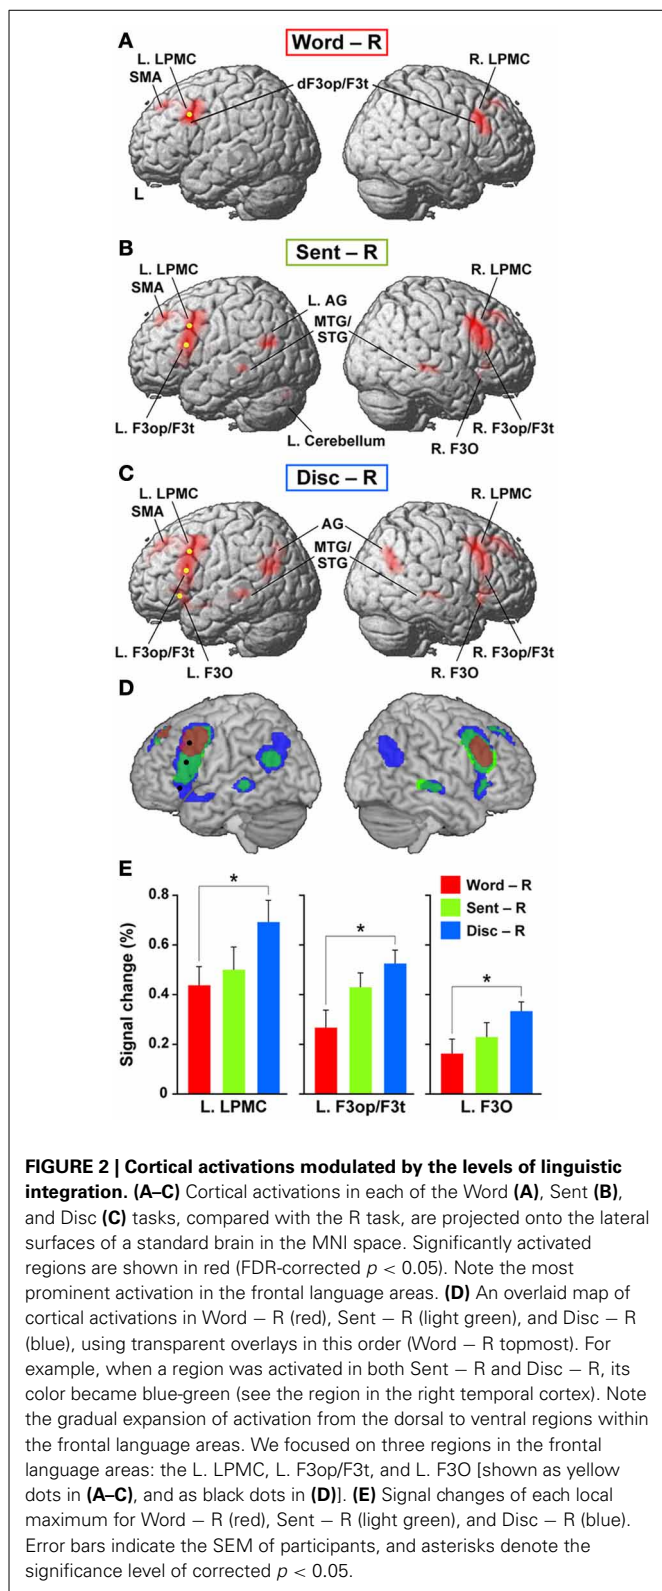 A
Word – R
L. LPMC
R. LPMC
SMA
dF3op/F3t
L
B
Sent – R
L. LPMC
R. LPMC
SMA
L. AG
MTG/
STG
L. F3op/F3t
R. F3op/F3t
L. Cerebellum
R. F3O
C
Disc – R
L. LPMC
R. LPMC
SMA
AG
MTG/
STG
L. F3op/F3t
R. F3op/F3t
L. F3O
R. F3O
D
E
Word – R
Sent – R
Disc – R
Signal change (%)
0.8
0.6
0.4
0.2
0
*
*
*
L. LPMC
L. F3op/F3t
L. F3O
FIGURE 2 | Cortical activations modulated by the levels of linguistic
integration. (A–C) Cortical activations in each of the Word (A), Sent (B),
and Disc (C) tasks, compared with the R task, are projected onto the lateral
surfaces of a standard brain in the MNI space. Significantly activated
regions are shown in red (FDR-corrected p < 0.05). Note the most
prominent activation in the frontal language areas. (D) An overlaid map of
cortical activations in Word − R (red), Sent − R (light green), and Disc − R
(blue), using transparent overlays in this order (Word − R topmost). For
example, when a region was activated in both Sent − R and Disc − R, its
color became blue-green (see the region in the right temporal cortex). Note
the gradual expansion of activation from the dorsal to ventral regions within
the frontal language areas. We focused on three regions in the frontal
language areas: the L. LPMC, L. F3op/F3t, and L. F3O [shown as yellow
dots in (A–C), and as black dots in (D)]. (E) Signal changes of each local
maximum for Word − R (red), Sent − R (light green), and Disc − R (blue).
Error bars indicate the SEM of participants, and asterisks denote the
significance level of corrected p < 0.05.